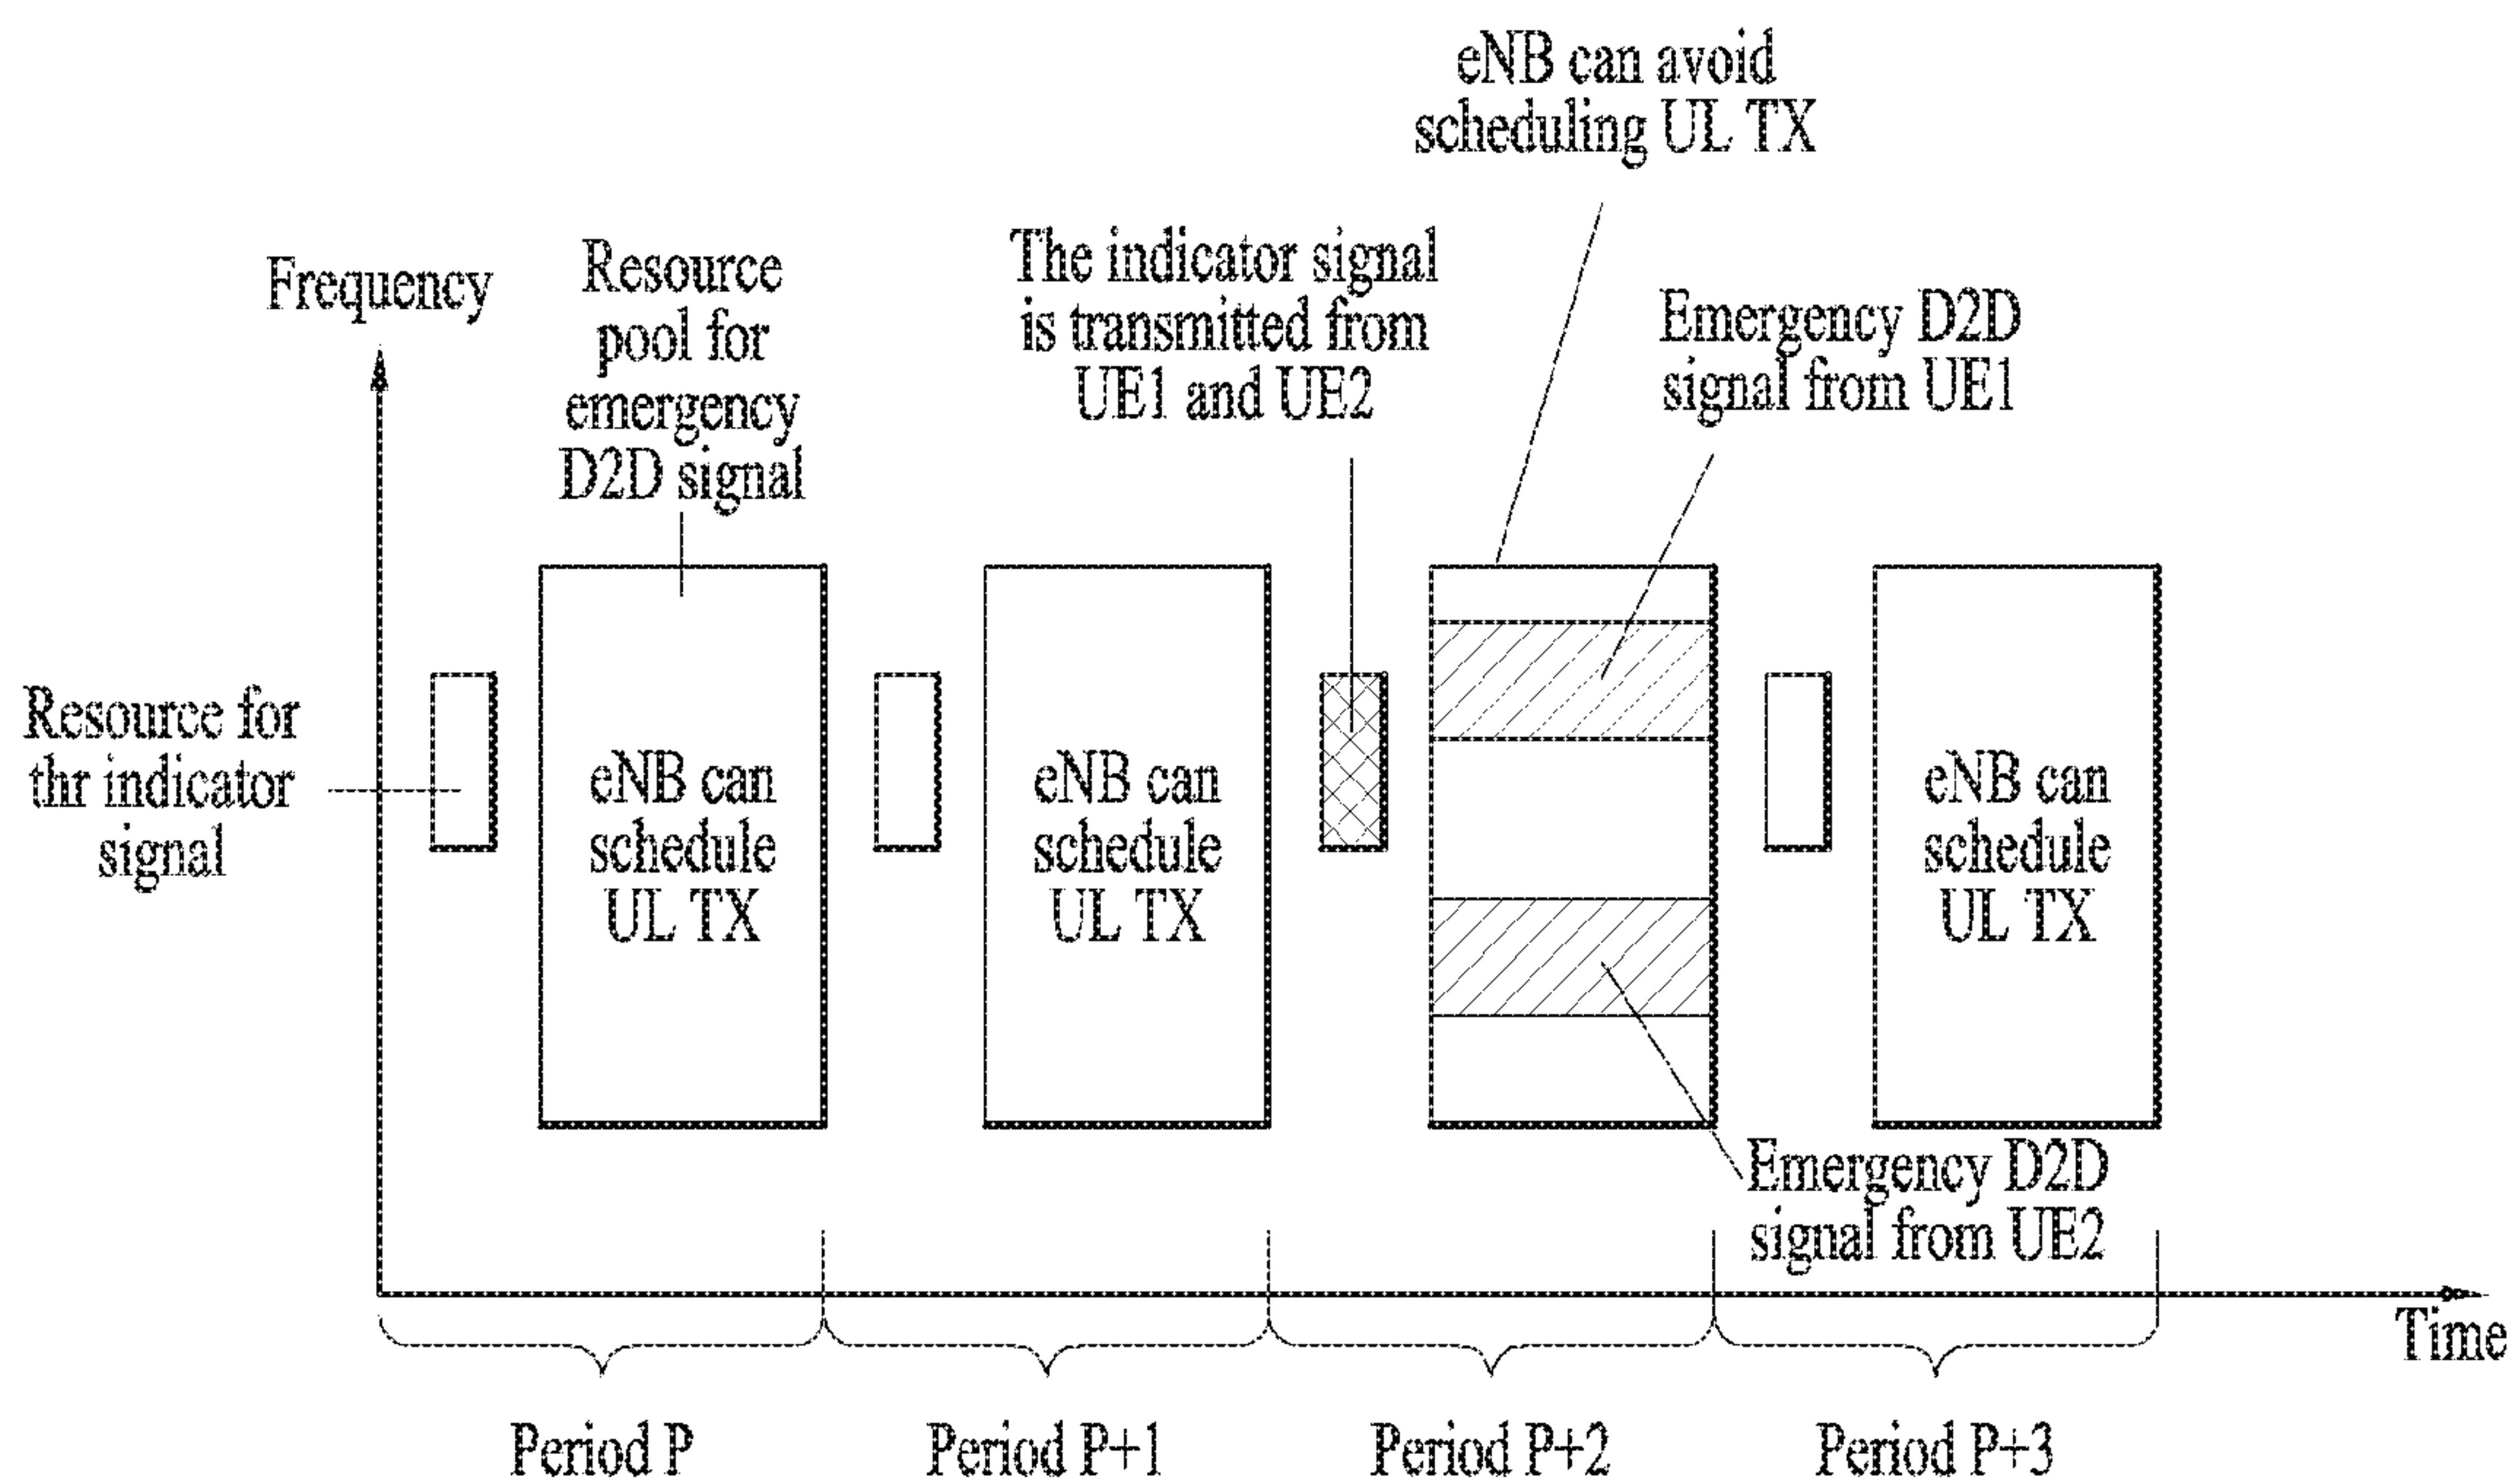 eNB can avoid
scheduling UL TX
Frequency
Resource
pool for
emergency
D2D signal
The indicator signal
is transmitted from
UE1 and UE2
Emergency D2D
signal from UE1
Resource for
thr indicator
signal
eNB can
schedule
UL TX
eNB can
schedule
UL TX
eNB can
schedule
UL TX
Emergency D2D
signal from UE2
Time
Period P
Period P+1
Period P+2
Period P+3